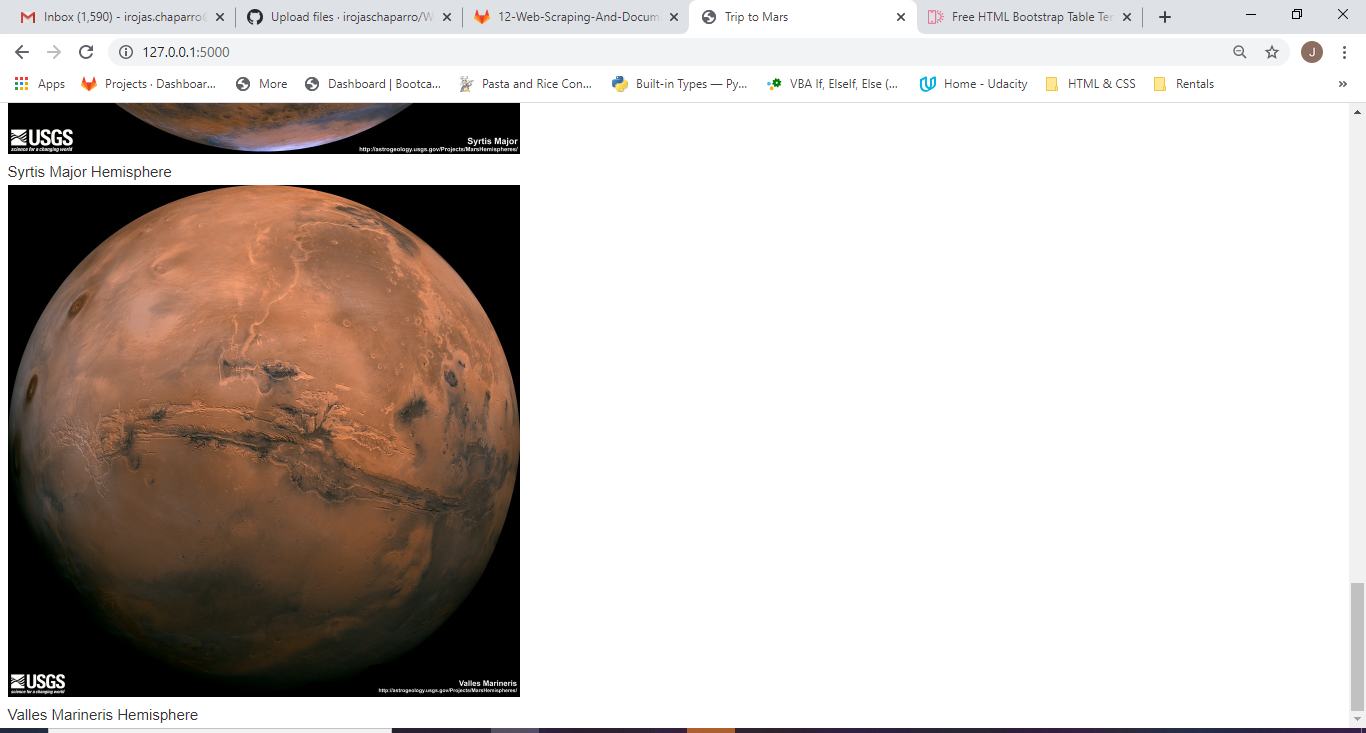 Inbox (1,590) - irojas.chaparro
Upload files · irojaschaparro/W
12-Web-Scraping-And-Docum
Trip to Mars
Free HTML Bootstrap Table Ter
127.0.0.1:5000
J
Apps
Projects · Dashboar...
More
Dashboard | Bootca...
Pasta and Rice Con...
Built-in Types — Py...
VBA If, ElseIf, Else (...
Home - Udacity
HTML & CSS
Rentals
»
USGS
science for a changing world
Syrtis Major
http://astrogeology.usgs.gov/Projects/MarsHemispheres/
Syrtis Major Hemisphere
USGS
science for a changing world
Valles Marineris
http://astrogeology.usgs.gov/Projects/MarsHemispheres/
Valles Marineris Hemisphere